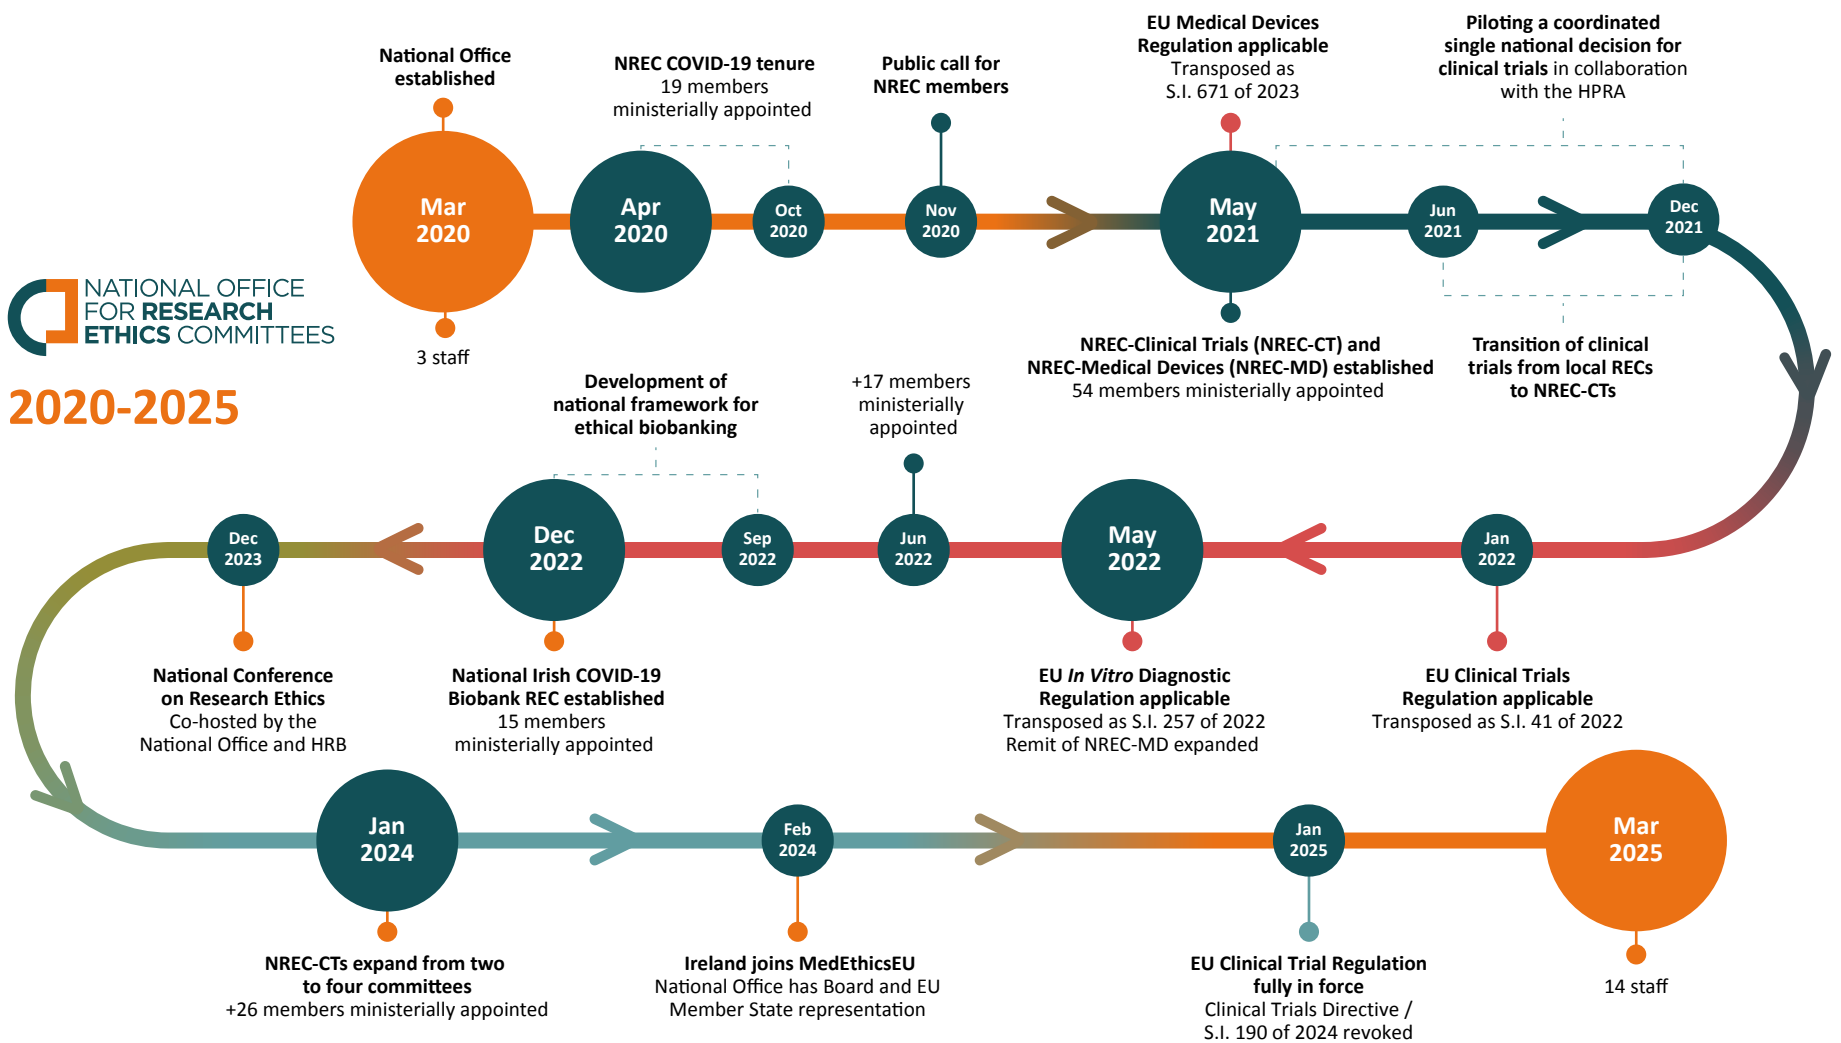 NATIONAL OFFICE
FOR RESEARCH
ETHICS COMMITTEES
2020-2025
National Office
established
Mar
2020
3 staff
NREC COVID-19 tenure
19 members
ministerially appointed
Apr
2020
Oct
2020
Public call for
NREC members
Nov
2020
EU Medical Devices
Regulation applicable
Transposed as
S.I. 671 of 2023
May
2021
NREC-Clinical Trials (NREC-CT) and
NREC-Medical Devices (NREC-MD) established
54 members ministerially appointed
Piloting a coordinated
single national decision for
clinical trials in collaboration
with the HPRA
Jun
2021
Dec
2021
Transition of clinical
trials from local RECs
to NREC-CTs
Jan
2022
EU Clinical Trials
Regulation applicable
Transposed as S.I. 41 of 2022
May
2022
EU In Vitro Diagnostic
Regulation applicable
Transposed as S.I. 257 of 2022
Remit of NREC-MD expanded
+17 members
ministerially
appointed
Jun
2022
Development of
national framework for
ethical biobanking
Sep
2022
Dec
2022
National Irish COVID-19
Biobank REC established
15 members
ministerially appointed
Dec
2023
National Conference
on Research Ethics
Co-hosted by the
National Office and HRB
Jan
2024
NREC-CTs expand from two
to four committees
+26 members ministerially appointed
Feb
2024
Ireland joins MedEthicsEU
National Office has Board and EU
Member State representation
Jan
2025
EU Clinical Trial Regulation
fully in force
Clinical Trials Directive /
S.I. 190 of 2024 revoked
Mar
2025
14 staff